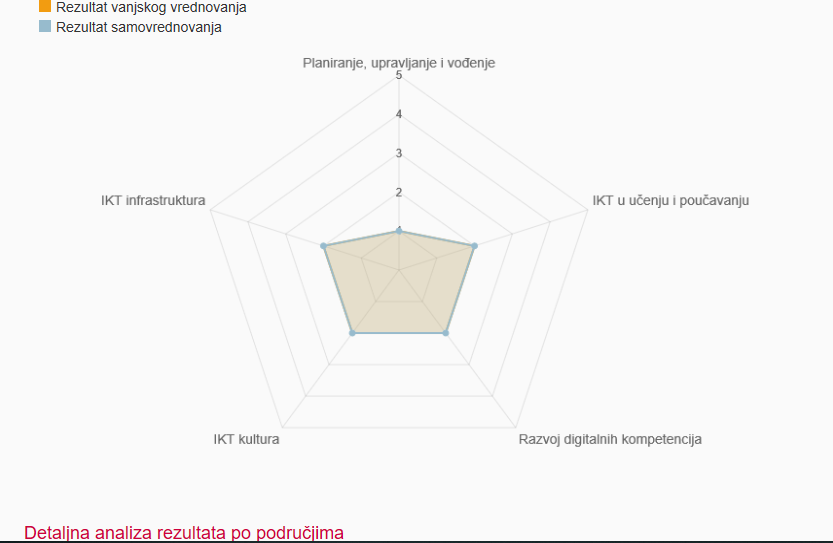 Rezultat vanjskog vrednovanja
Rezultat samovrednovanja
Planiranje, upravljanje i vođenje
5
4
3
2
IKT infrastruktura
IKT u učenju i poučavanju
IKT kultura
Razvoj digitalnih kompetencija
Detaljna analiza rezultata po područjima